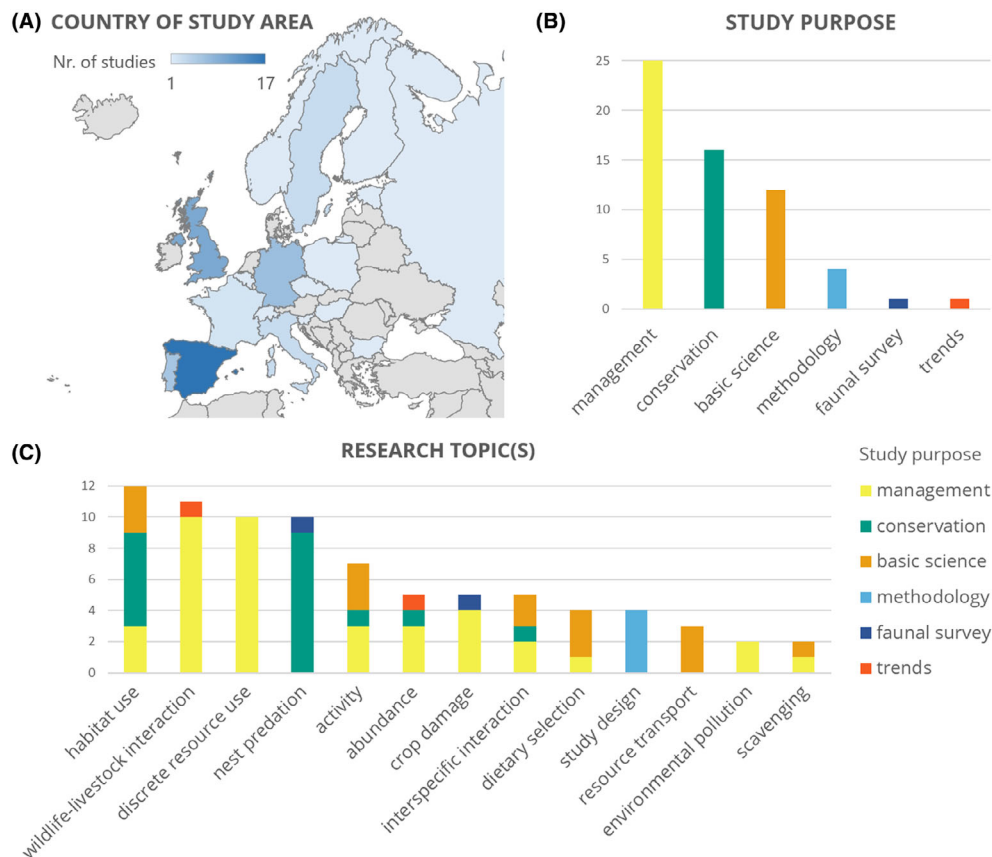 (A) COUNTRY OF STUDY AREA
Nr. of studies
1 17
(B) STUDY PURPOSE
25
20
15
10
5
0
management
conservation
basic science
methodology
faunal survey
trends
(C) RESEARCH TOPIC(S)
12
10
8
6
4
2
0
habitat use
wildlife-livestock interaction
discrete resource use
nest predation
activity
abundance
crop damage
interspecific interaction
dietary selection
study design
resource transport
environmental pollution
scavenging
Study purpose
management
conservation
basic science
methodology
faunal survey
trends